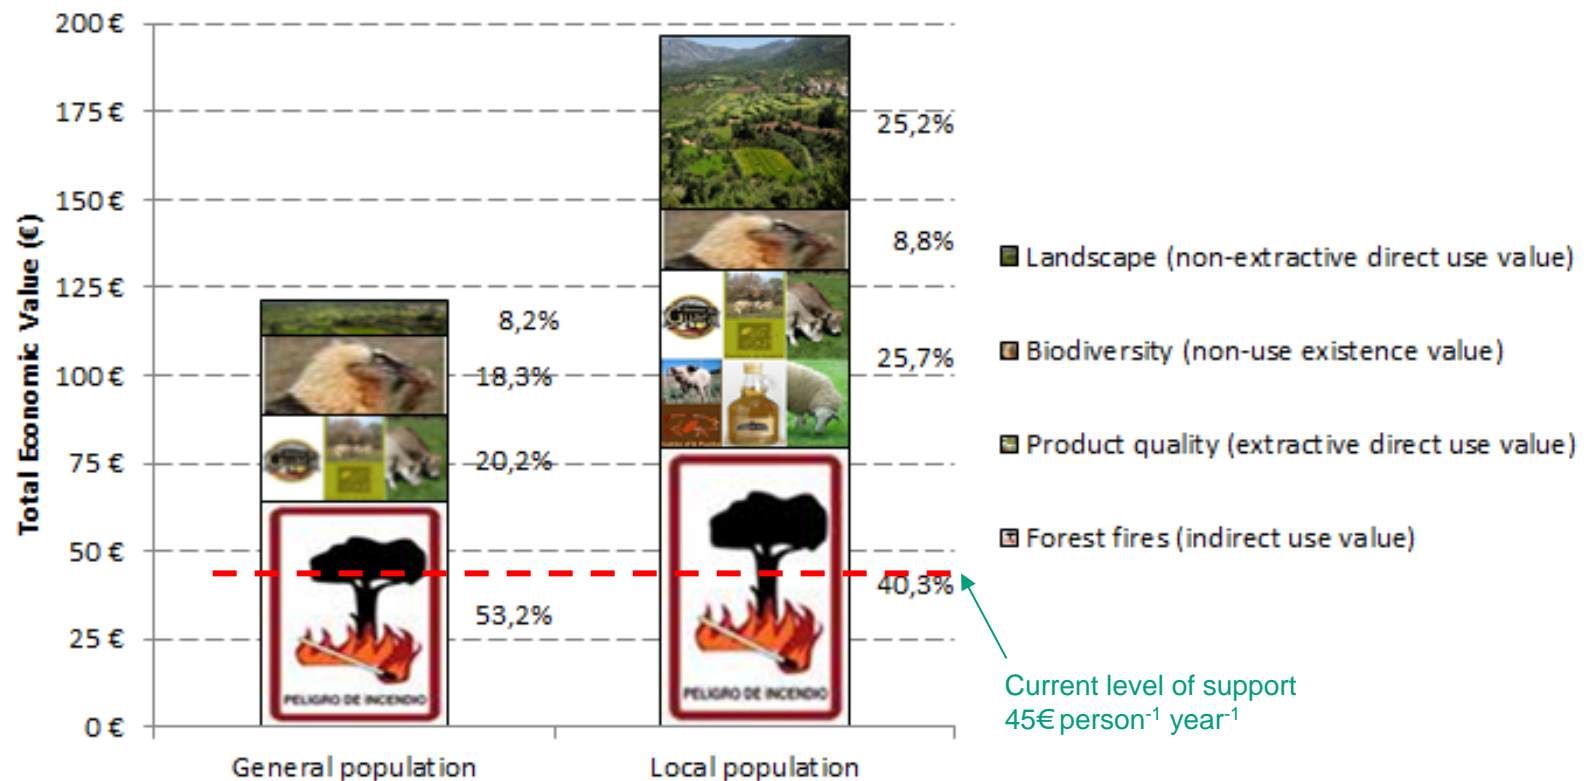 200 €
175 €
150 €
125 €
100 €
75 €
50 €
25 €
0 €
Total Economic Value (€)
8,2%
18,3%
20,2%
53,2%
PELIGRO DE INCENDIO
General population
25,2%
8,8%
25,7%
40,3%
PELIGRO DE INCENDIO
Local population
Landscape (non-extractive direct use value)
Biodiversity (non-use existence value)
Product quality (extractive direct use value)
Forest fires (indirect use value)
Current level of support
45€ person⁻¹ year⁻¹